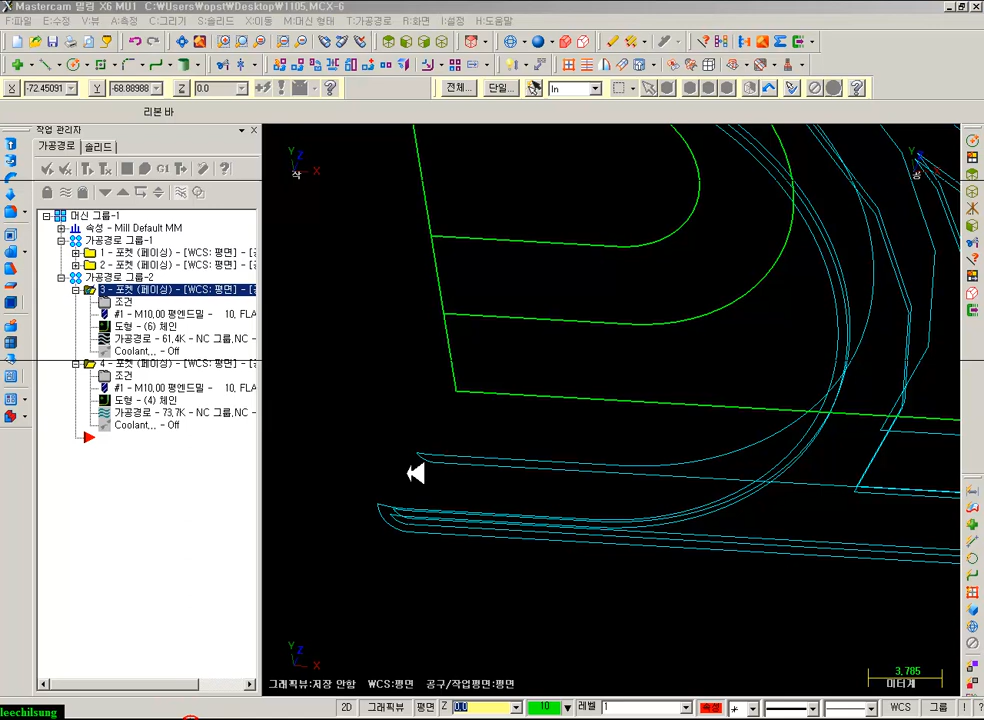 Mastercam 밀링 X6 MU1 C:\Users\opst\Desktop\1105.MCX-6
F:파일 E:수정 V:뷰 A:측정 C:그리기 S:솔리드 X:이동 M:머신 형태 T:가공경로 R:화면 I:설정 H:도움말
X -72.45091 Y -68.88988 Z 0.0 전체... 단일... In
리본 바
작업 관리자
가공경로 솔리드
G1
머신 그룹-1
속성 - Mill Default MM
가공경로 그룹-1
1 - 포켓 (페이싱) - [WCS: 평면] - [공
2 - 포켓 (페이싱) - [WCS: 평면] - [공
가공경로 그룹-2
3 - 포켓 (페이싱) - [WCS: 평면] -
조건
#1 - M10.00 평엔드밀 - 10. FLA
도형 - (6) 체인
가공경로 - 61.4K - NC 그룹.NC -
Coolant... - Off
4 - 포켓 (페이싱) - [WCS: 평면] -
조건
#1 - M10.00 평엔드밀 - 10. FLA
도형 - (4) 체인
가공경로 - 73.7K - NC 그룹.NC -
Coolant... - Off
Y Z X
작
Y Z
공
Y Z X
그래픽뷰:저장 안함 WCS:평면 공구/작업평면:평면
3.785
미터계
leechilsung
2D 그래픽뷰 평면 Z 0.0 10 레벨 1 속성 WCS 그룹 ! ?